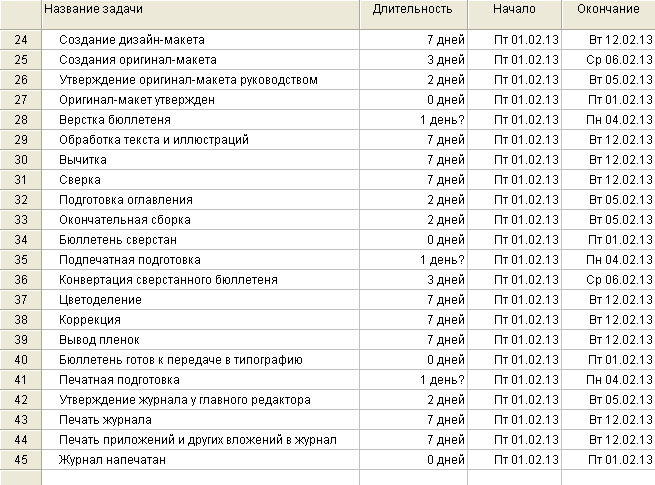 Название задачи Длительность Начало Окончание
24 Создание дизайн-макета 7 дней Пт 01.02.13 Вт 12.02.13
25 Создания оригинал-макета 3 дней Пт 01.02.13 Ср 06.02.13
26 Утверждение оригинал-макета руководством 2 дней Пт 01.02.13 Вт 05.02.13
27 Оригинал-макет утвержден 0 дней Пт 01.02.13 Пт 01.02.13
28 Верстка бюллетеня 1 день? Пт 01.02.13 Пн 04.02.13
29 Обработка текста и иллюстраций 7 дней Пт 01.02.13 Вт 12.02.13
30 Вычитка 7 дней Пт 01.02.13 Вт 12.02.13
31 Сверка 7 дней Пт 01.02.13 Вт 12.02.13
32 Подготовка оглавления 2 дней Пт 01.02.13 Вт 05.02.13
33 Окончательная сборка 2 дней Пт 01.02.13 Вт 05.02.13
34 Бюллетень сверстан 0 дней Пт 01.02.13 Пт 01.02.13
35 Подпечатная подготовка 1 день? Пт 01.02.13 Пн 04.02.13
36 Конвертация сверстанного бюллетеня 3 дней Пт 01.02.13 Ср 06.02.13
37 Цветоделение 7 дней Пт 01.02.13 Вт 12.02.13
38 Коррекция 7 дней Пт 01.02.13 Вт 12.02.13
39 Вывод пленок 7 дней Пт 01.02.13 Вт 12.02.13
40 Бюллетень готов к передаче в типографию 0 дней Пт 01.02.13 Пт 01.02.13
41 Печатная подготовка 1 день? Пт 01.02.13 Пн 04.02.13
42 Утверждение журнала у главного редактора 2 дней Пт 01.02.13 Вт 05.02.13
43 Печать журнала 7 дней Пт 01.02.13 Вт 12.02.13
44 Печать приложений и других вложений в журнал 7 дней Пт 01.02.13 Вт 12.02.13
45 Журнал напечатан 0 дней Пт 01.02.13 Пт 01.02.13